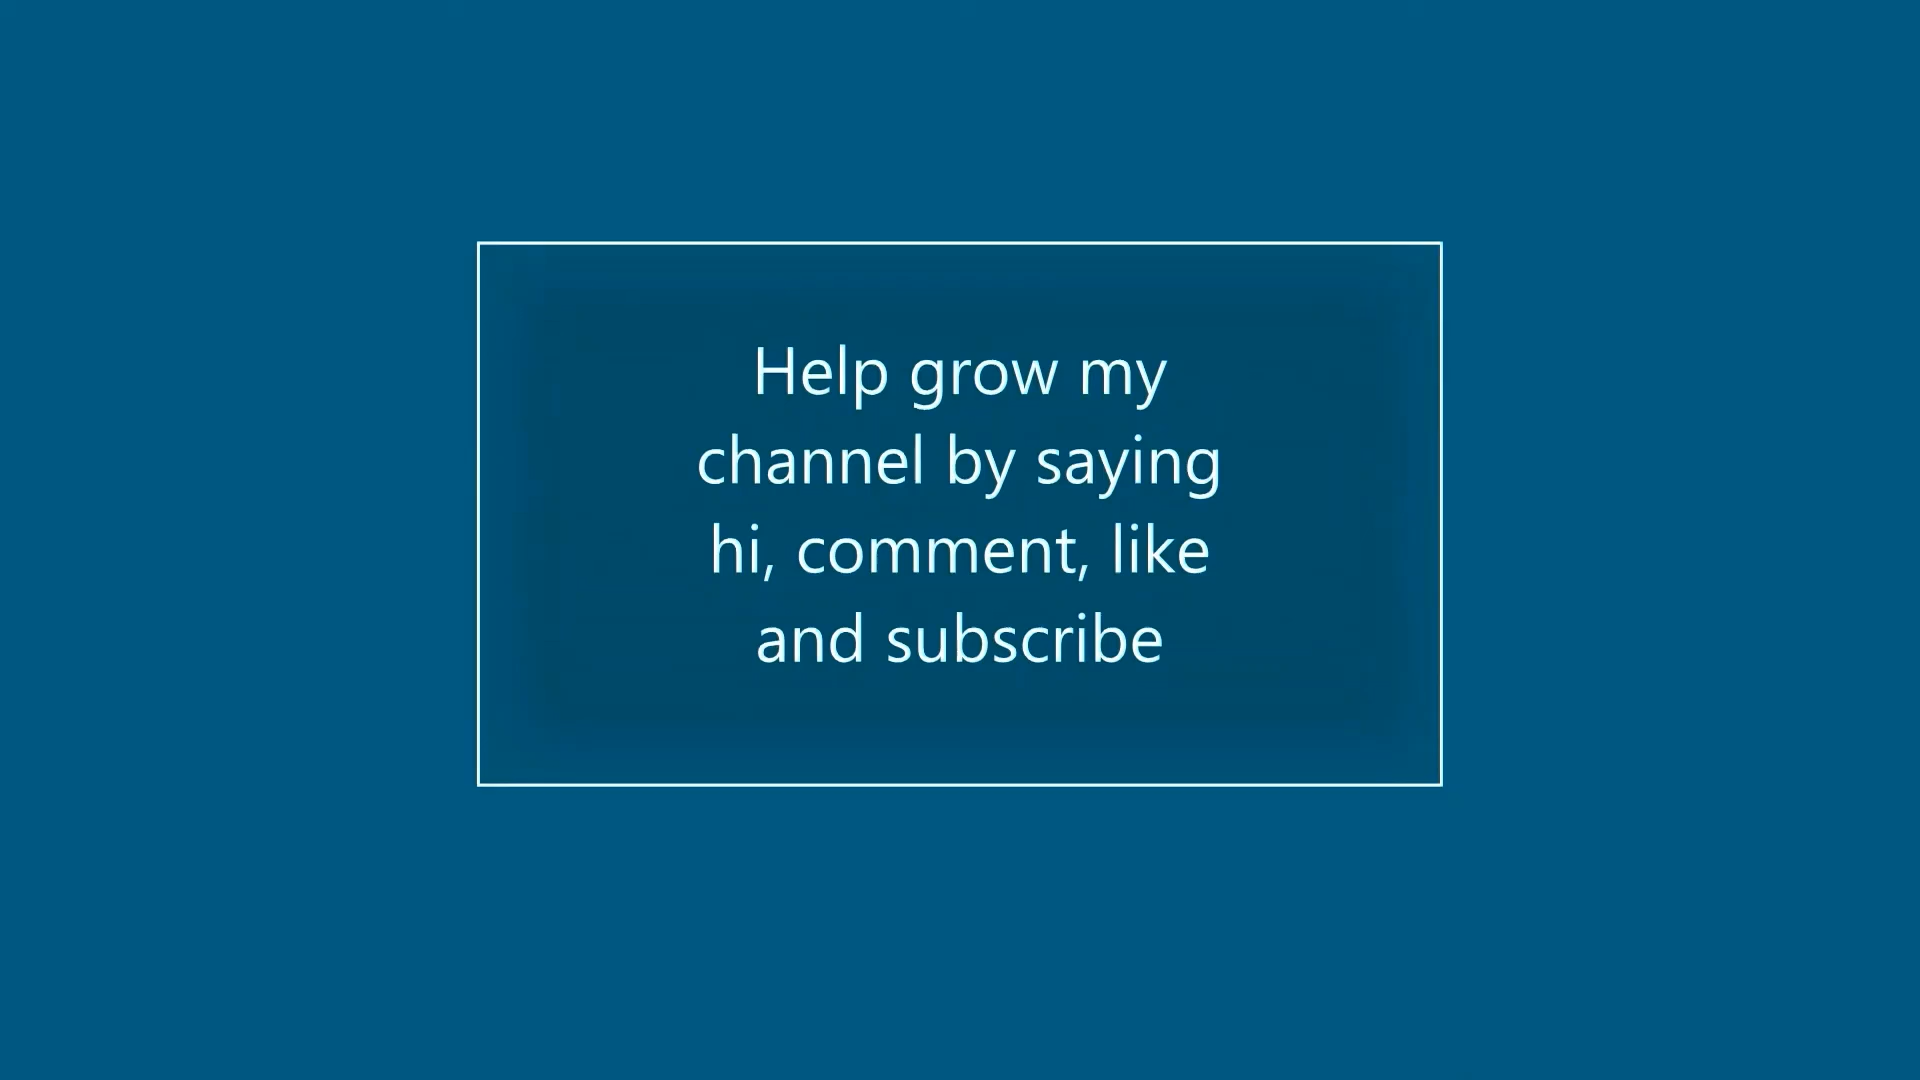 Help grow my
channel by saying
hi, comment, like
and subscribe